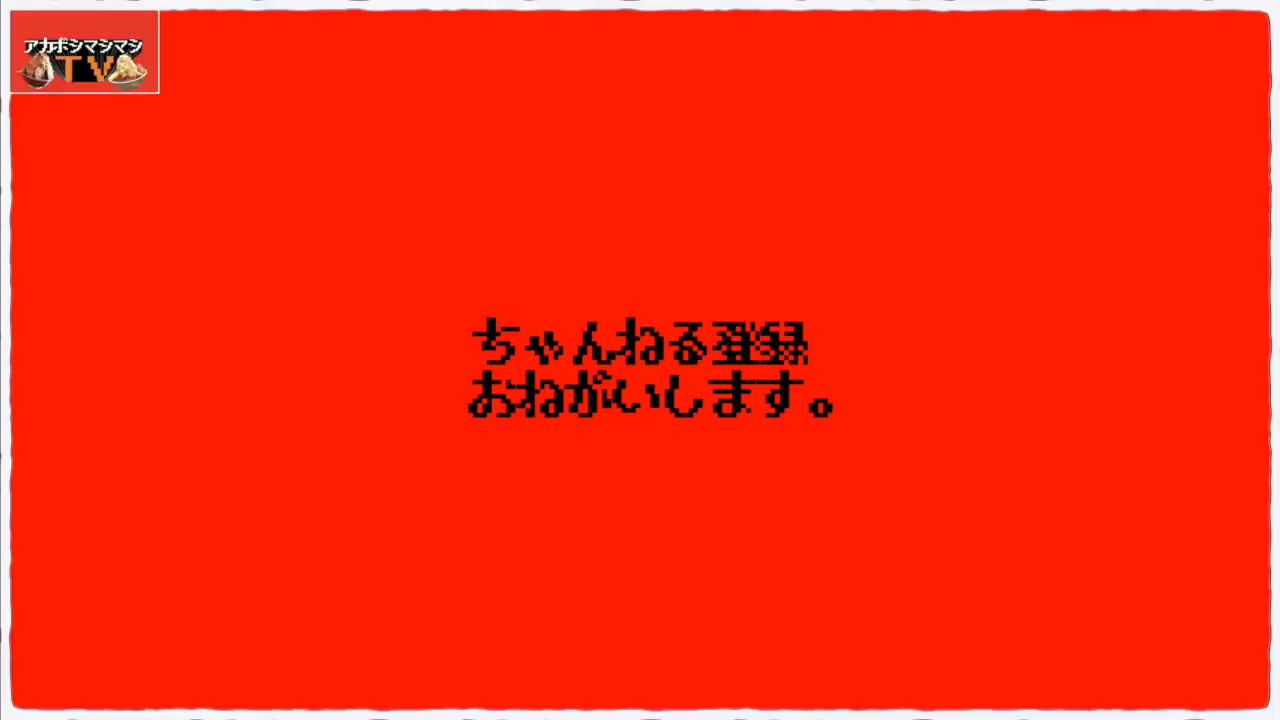 アカボシマシマシ
TV
ちゃんねる登録
おねがいします。